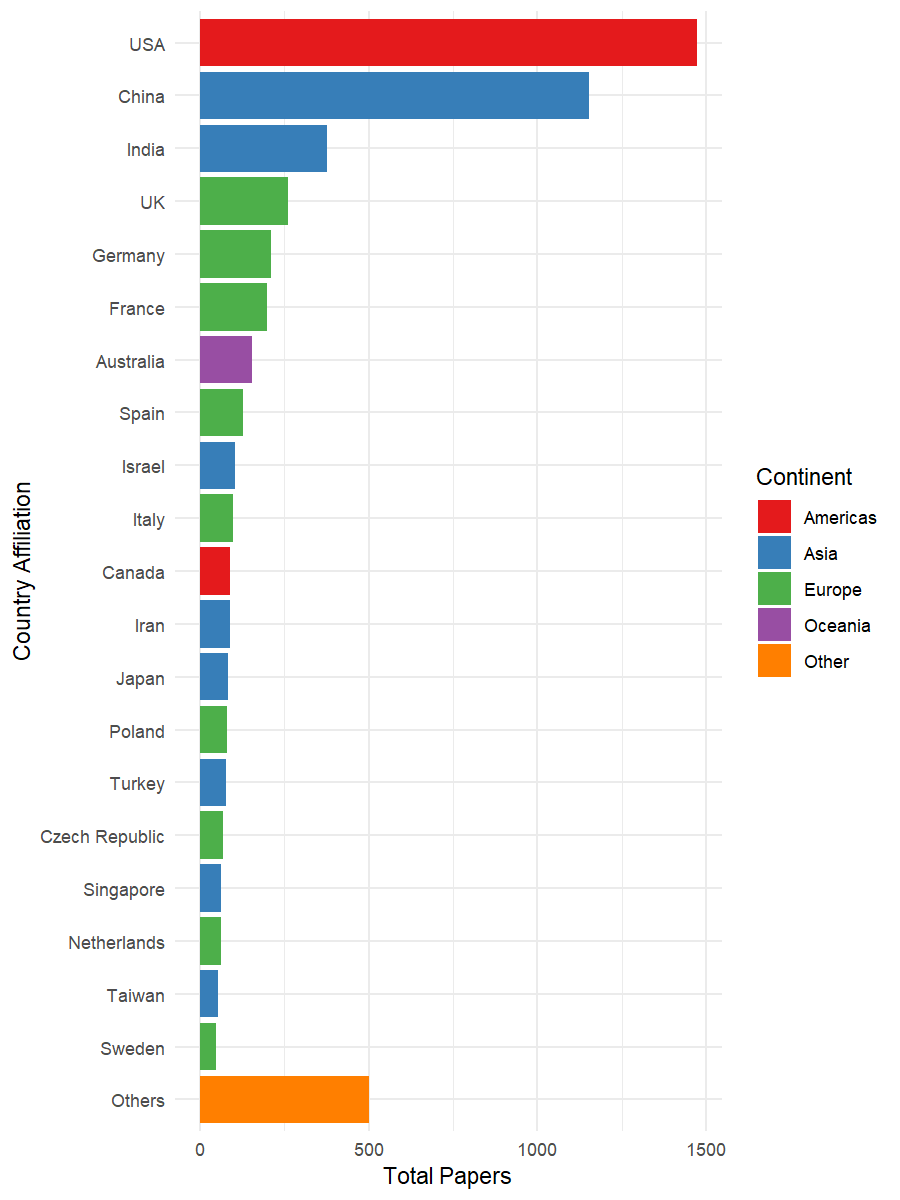 USA
China
India
UK
Germany
France
Australia
Spain
Israel
Italy
Canada
Iran
Japan
Poland
Turkey
Czech Republic
Singapore
Netherlands
Taiwan
Sweden
Others
Country Affiliation
0 500 1000 1500
Total Papers
Continent
Americas
Asia
Europe
Oceania
Other